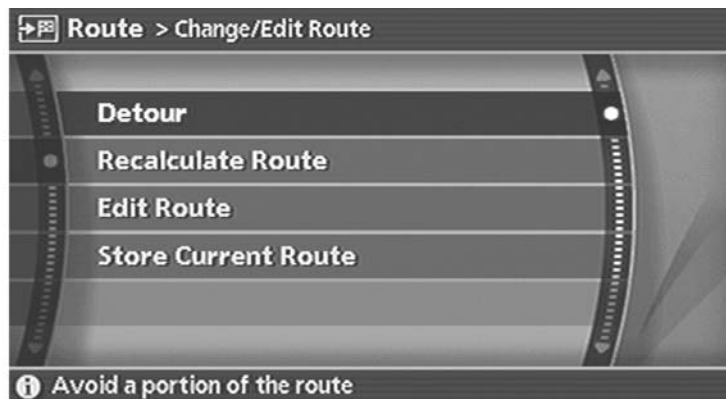 Route > Change/Edit Route
Detour
Recalculate Route
Edit Route
Store Current Route
Avoid a portion of the route